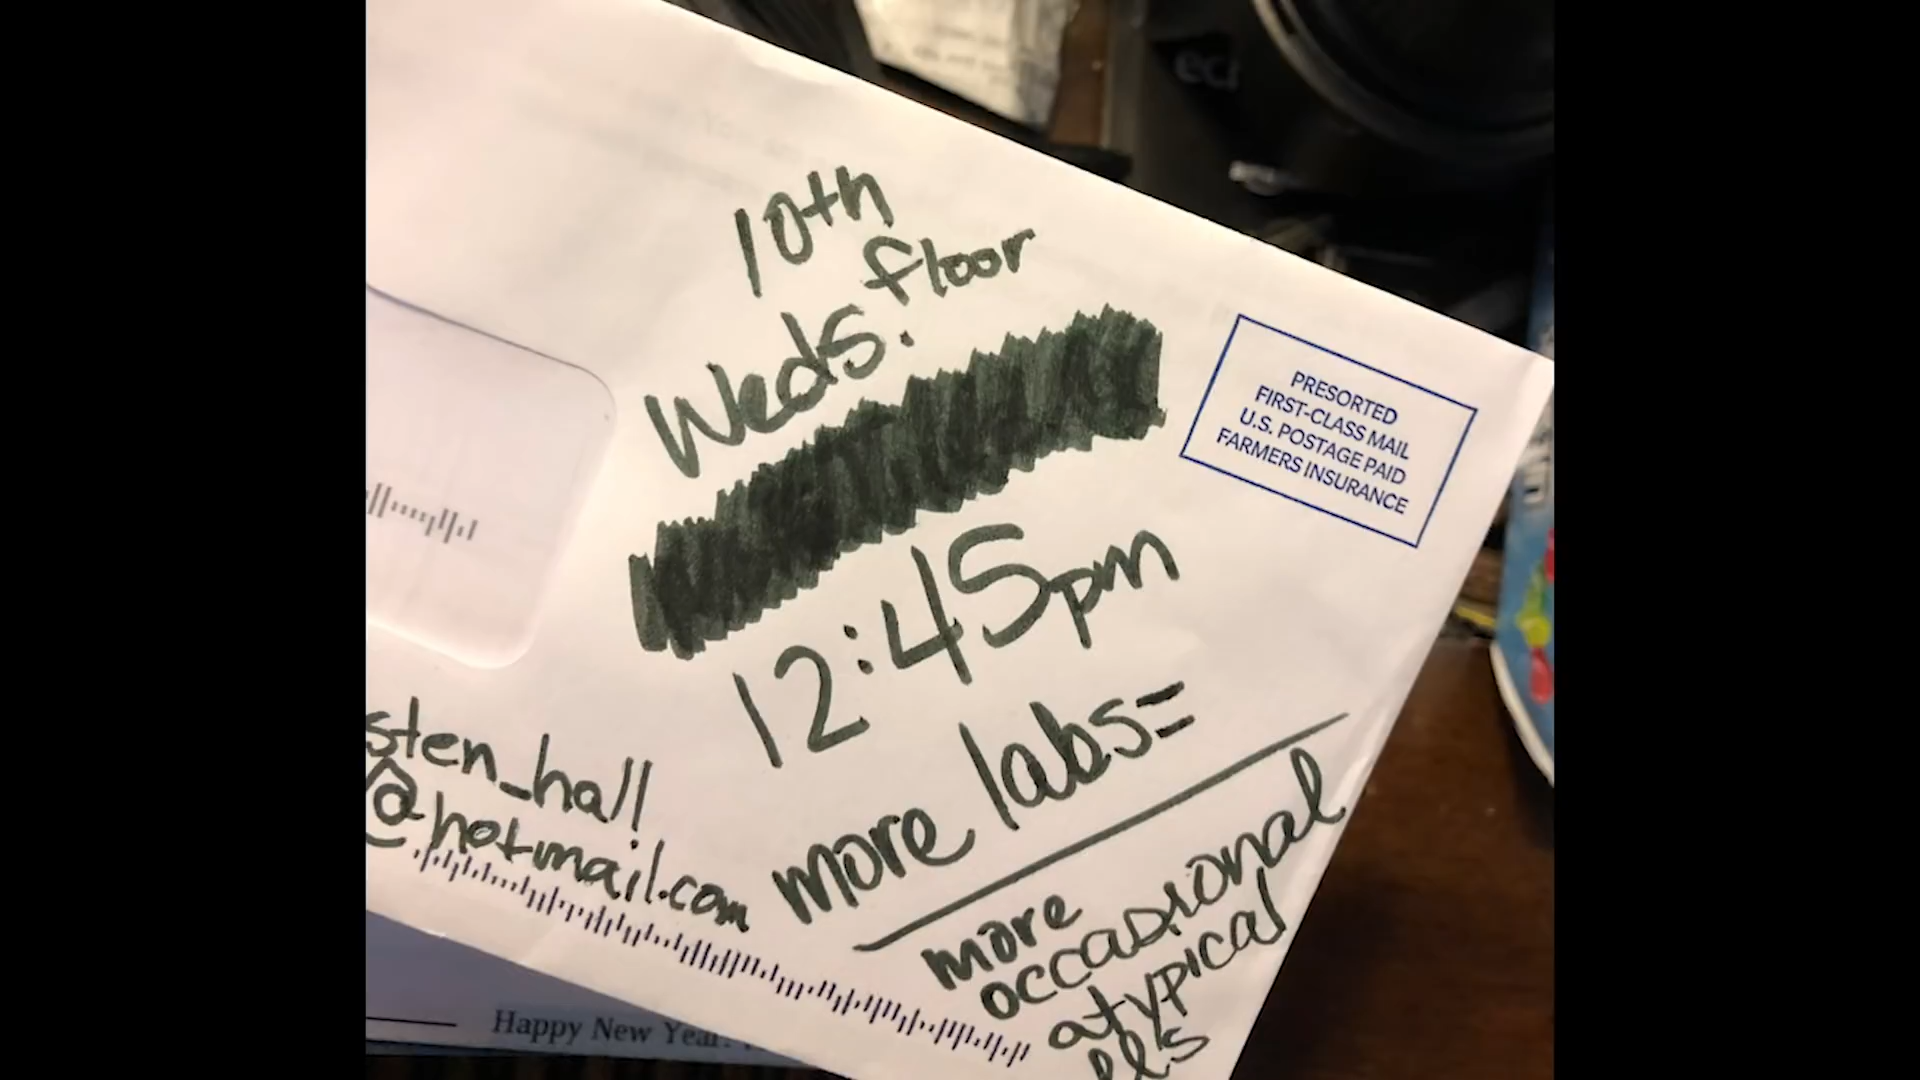 10th
floor
Weds.
PRESORTED
FIRST-CLASS MAIL
U.S. POSTAGE PAID
FARMERS INSURANCE
12:45pm
more labs=
more
occasional
atypical
sten_hall
@hotmail.com
Happy New Year.